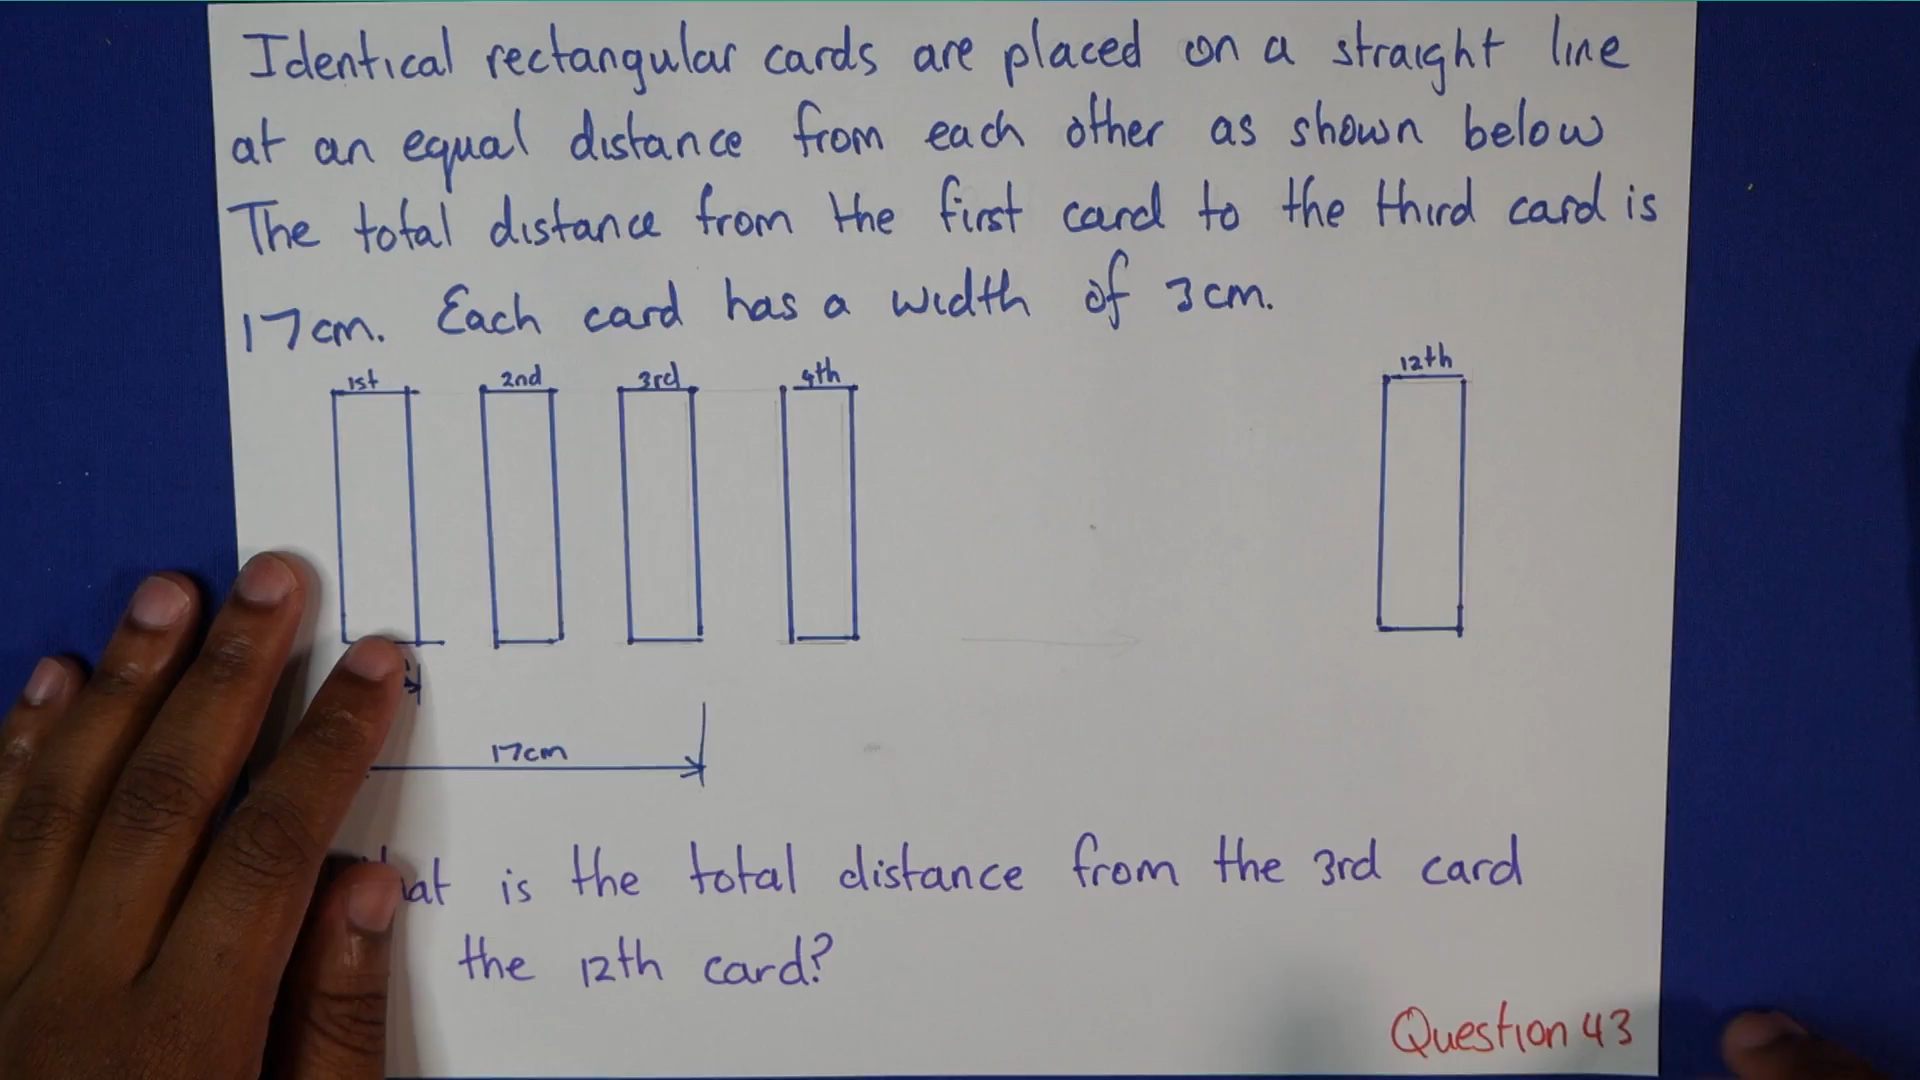 Identical rectangular cards are placed on a straight line
at an equal distance from each other as shown below
The total distance from the first card to the third card is
17cm. Each card has a width of 3cm.
1st 2nd 3rd 4th 12th
17cm
is the total distance from the 3rd card
the 12th card?
Question 43